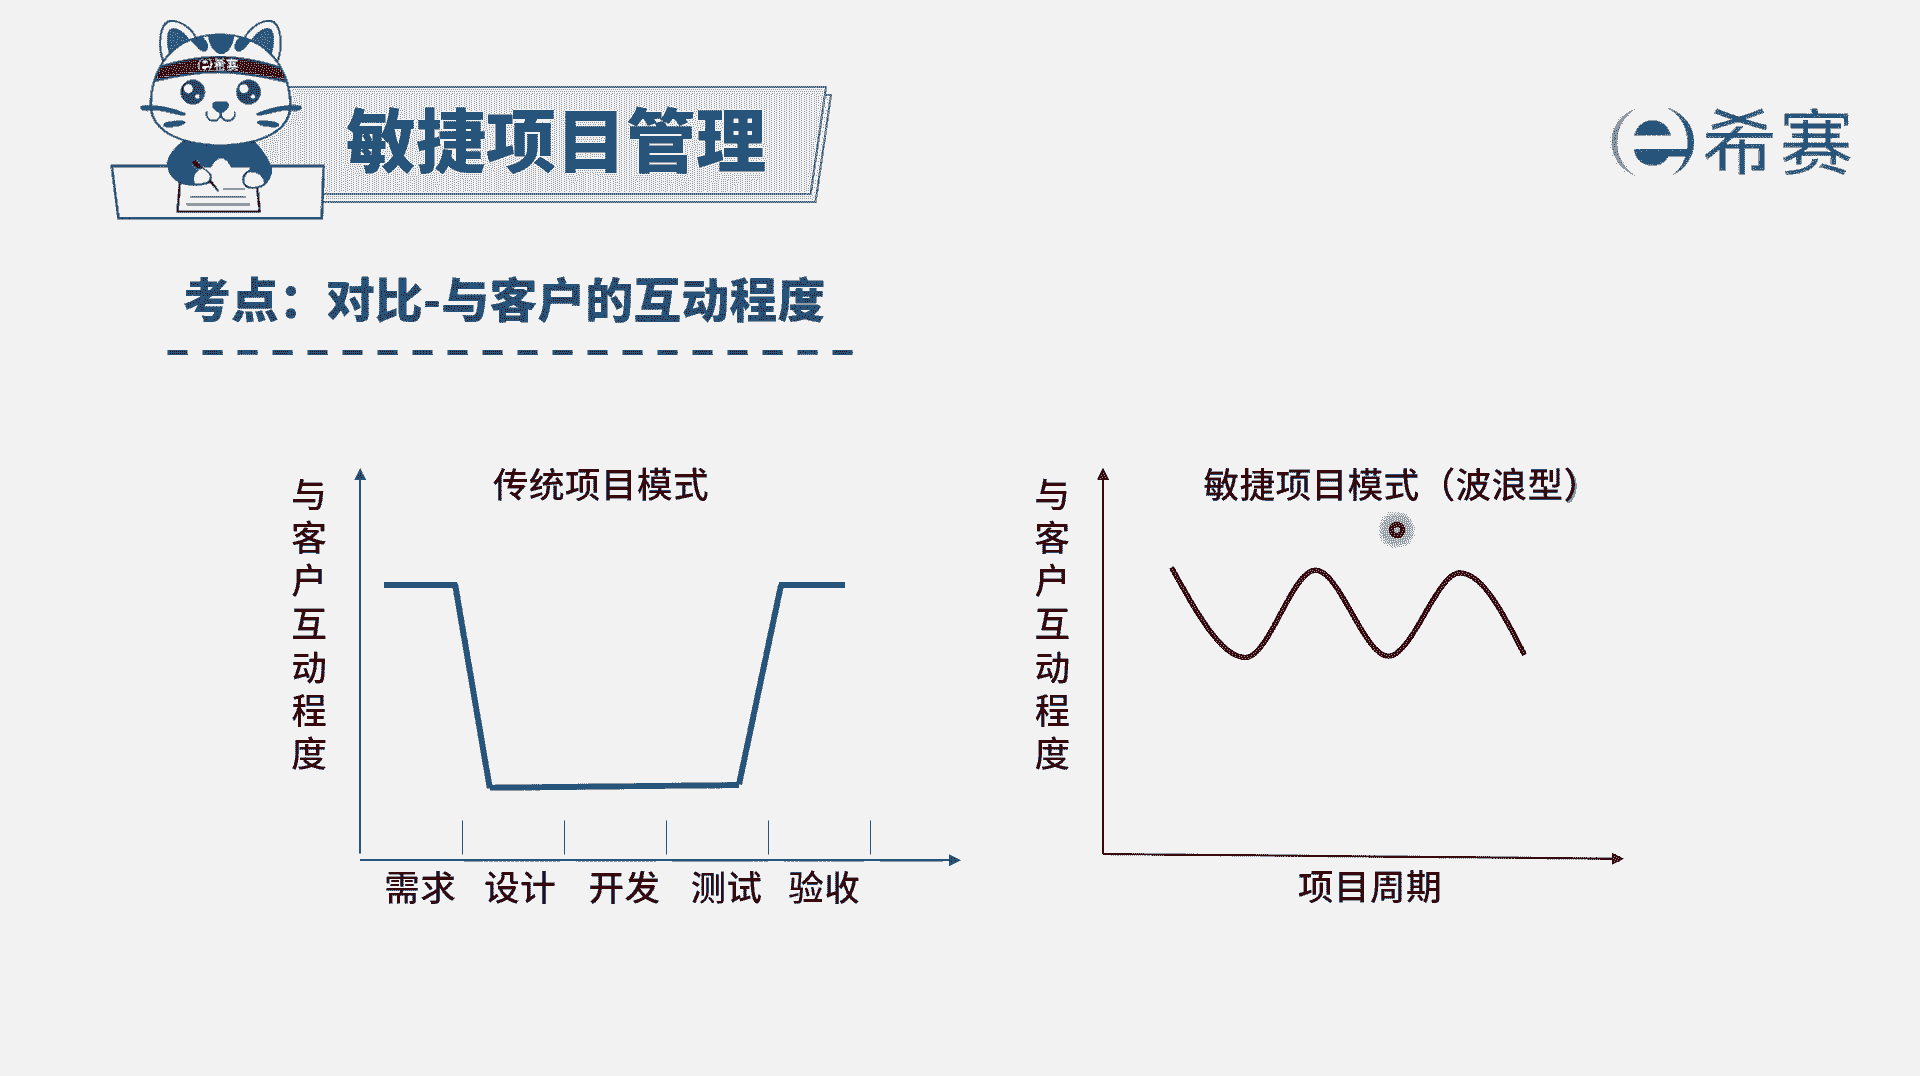 希赛
敏捷项目管理
希赛
考点：对比-与客户的互动程度
传统项目模式
与客户互动程度
需求 设计 开发 测试 验收
敏捷项目模式（波浪型）
与客户互动程度
项目周期